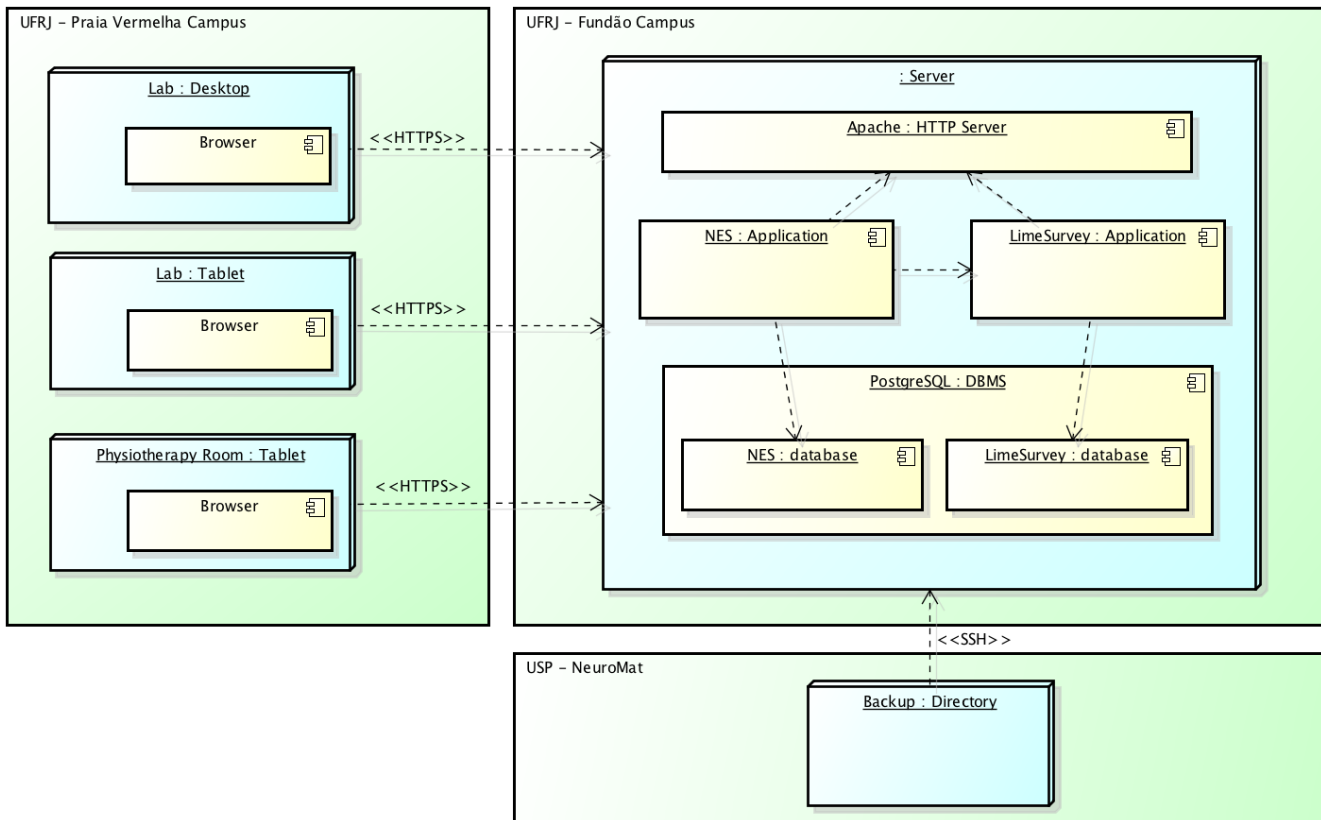 UFRJ – Praia Vermelha Campus
Lab : Desktop
Browser
<<HTTPS>>
Lab : Tablet
Browser
<<HTTPS>>
Physiotherapy Room : Tablet
Browser
<<HTTPS>>
UFRJ – Fundão Campus
: Server
Apache : HTTP Server
NES : Application
LimeSurvey : Application
PostgreSQL : DBMS
NES : database
LimeSurvey : database
<<SSH>>
USP – NeuroMat
Backup : Directory